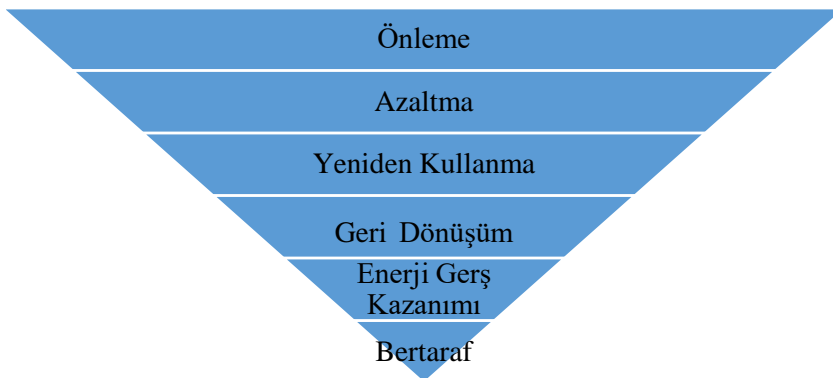 Önleme
Azaltma
Yeniden Kullanma
Geri Dönüşüm
Enerji Gerş
Kazanımı
Bertaraf